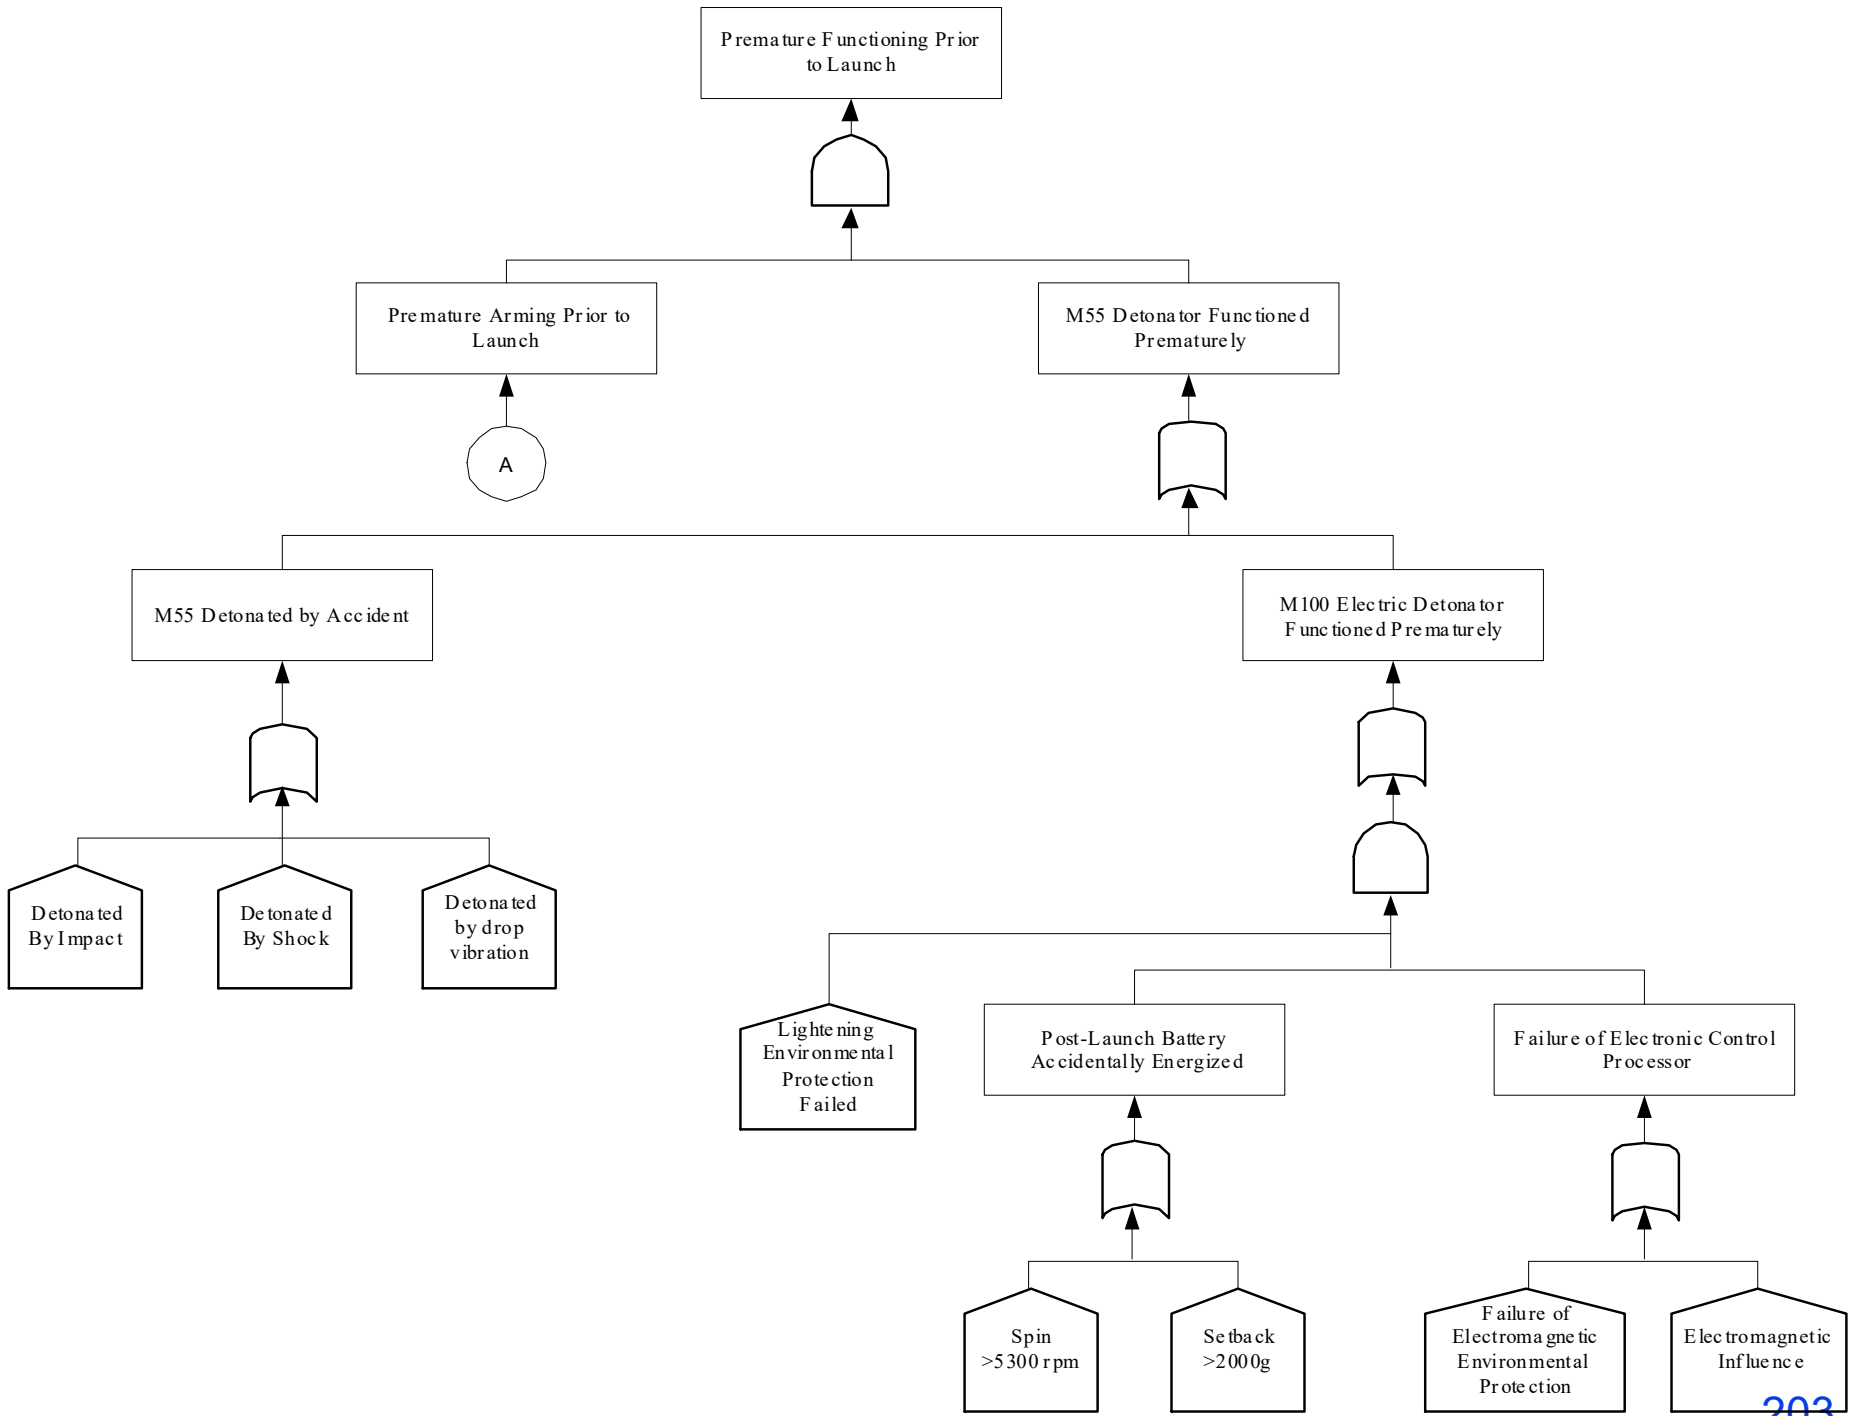 Premature Functioning Prior
to Launch
Premature Arming Prior to
Launch
M55 Detonator Functioned
Prematurely
A
M55 Detonated by Accident
M100 Electric Detonator
Functioned Prematurely
Detonated
By Impact
Detonated
By Shock
Detonated
by drop
vibration
Lightening
Environmental
Protection
Failed
Post-Launch Battery
Accidentally Energized
Failure of Electronic Control
Processor
Spin
>5300 rpm
Setback
>2000g
Failure of
Electromagnetic
Environmental
Protection
Electromagnetic
Influence
203